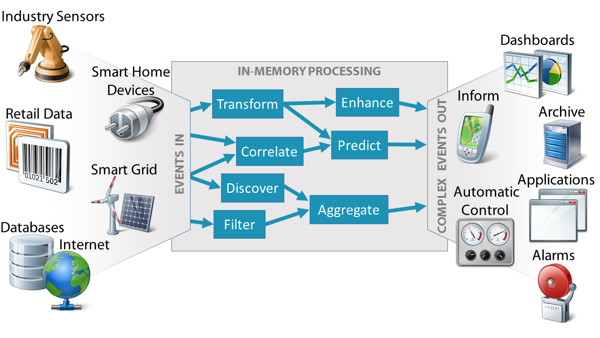 Industry Sensors
Smart Home
Devices
Retail Data
01021 502
Smart Grid
Databases
Internet
EVENTS IN
IN-MEMORY PROCESSING
Transform
Enhance
Correlate
Predict
Discover
Filter
Aggregate
COMPLEX EVENTS OUT
Dashboards
Inform
Archive
Automatic
Control
Applications
Alarms